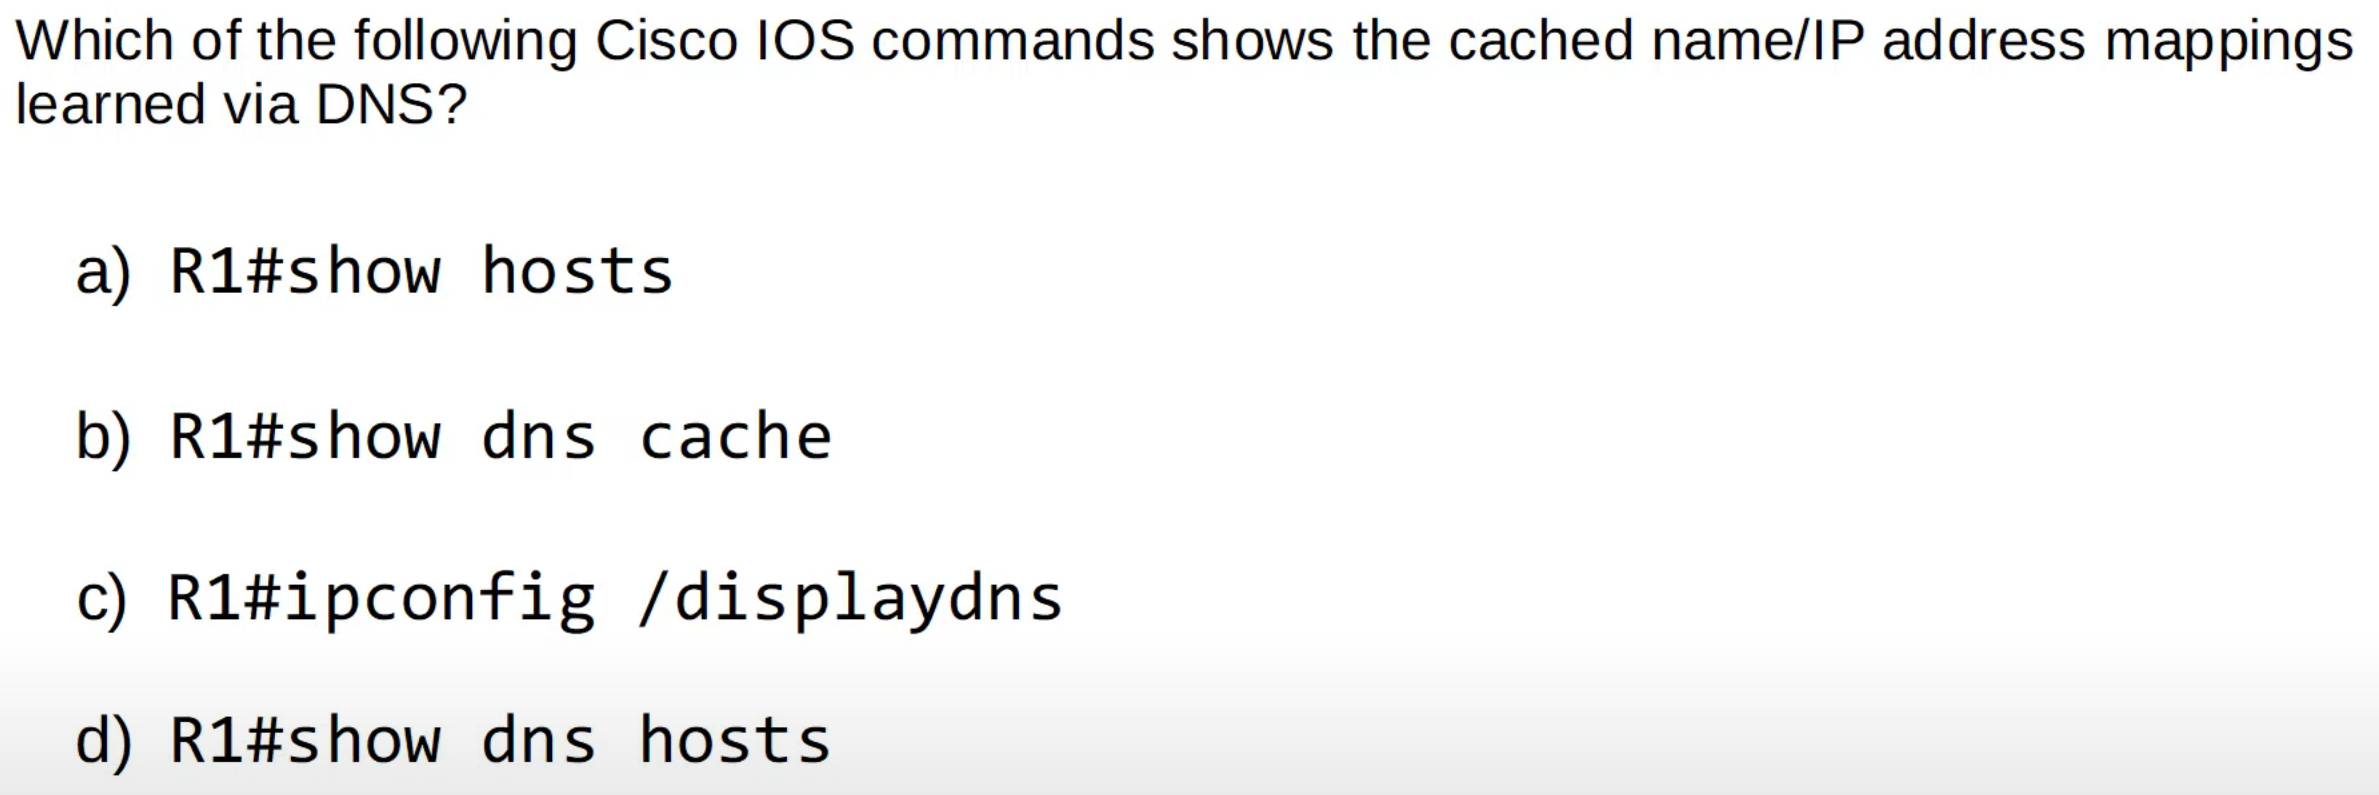 Which of the following Cisco IOS commands shows the cached name/IP address mappings
learned via DNS?
a) R1#show hosts
b) R1#show dns cache
c) R1#ipconfig /displaydns
d) R1#show dns hosts